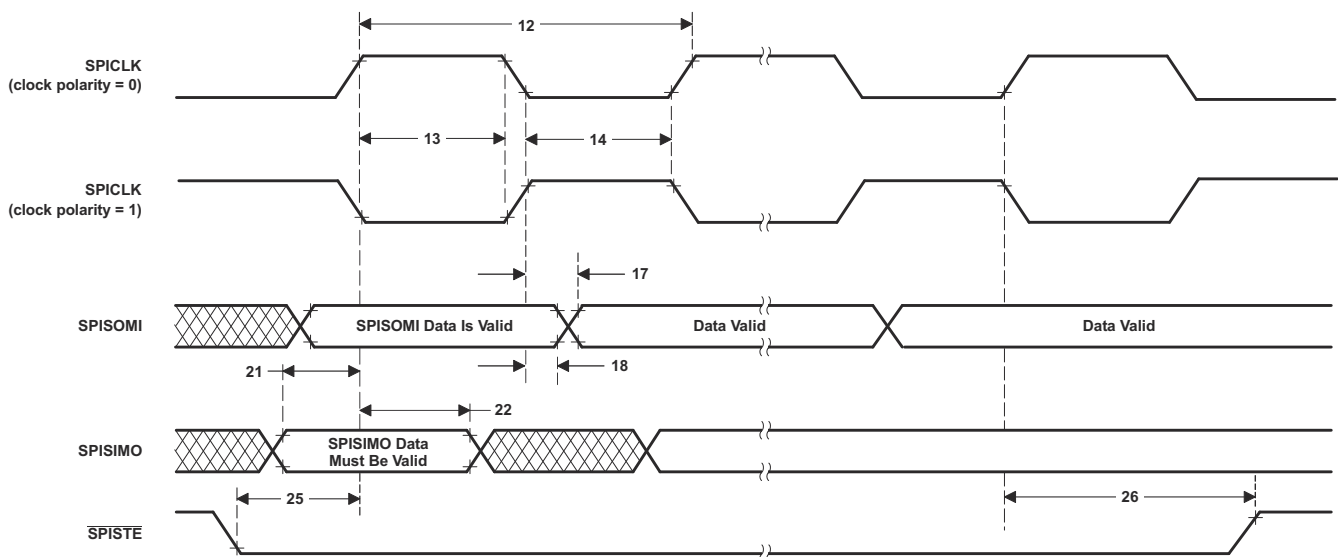 12
SPICLK
(clock polarity = 0)
13
14
SPICLK
(clock polarity = 1)
17
SPISOMI
SPISOMI Data Is Valid
Data Valid
Data Valid
21
18
22
SPISIMO
SPISIMO Data
Must Be Valid
25
26
SPISTE